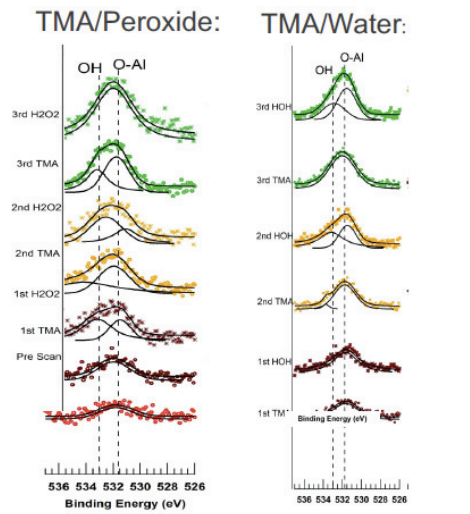 TMA/Peroxide:
OH
O-Al
3rd H2O2
3rd TMA
2nd H2O2
2nd TMA
1st H2O2
1st TMA
Pre Scan
536 534 532 530 528 526
Binding Energy (eV)
TMA/Water:
OH
O-Al
3rd HOH
3rd TMA
2nd HOH
2nd TMA
1st HOH
1st TM
Binding Energy (eV)
536 534 532 530 528 526